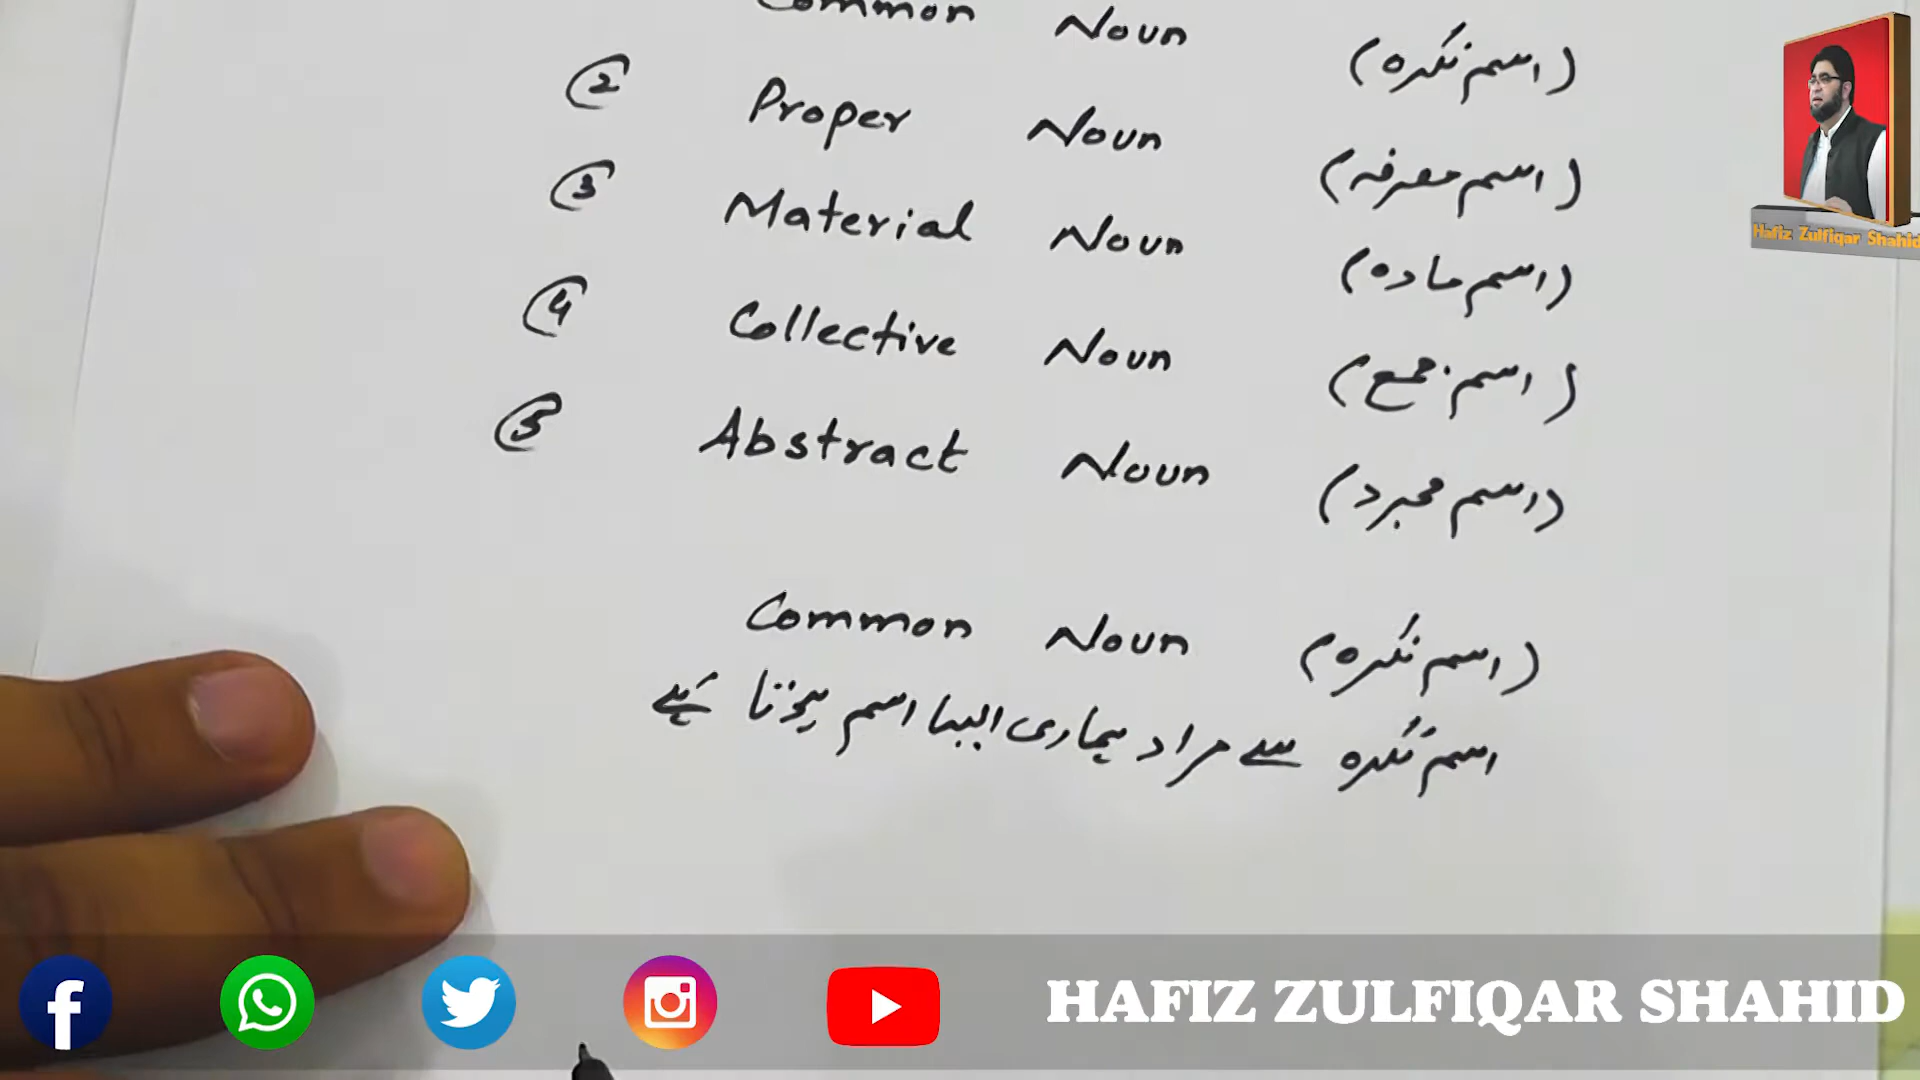 Common Noun (اسم نکرہ)
② Proper Noun (اسم معرفہ)
③ Material Noun (اسم مادہ)
④ Collective Noun (اسم جمع)
⑤ Abstract Noun (اسم مجرد)
Common Noun (اسم نکرہ)
اسم نکرہ سے مراد ہماری ایسا اسم ہوتا ہے
Hafiz Zulfiqar Shahid
HAFIZ ZULFIQAR SHAHID